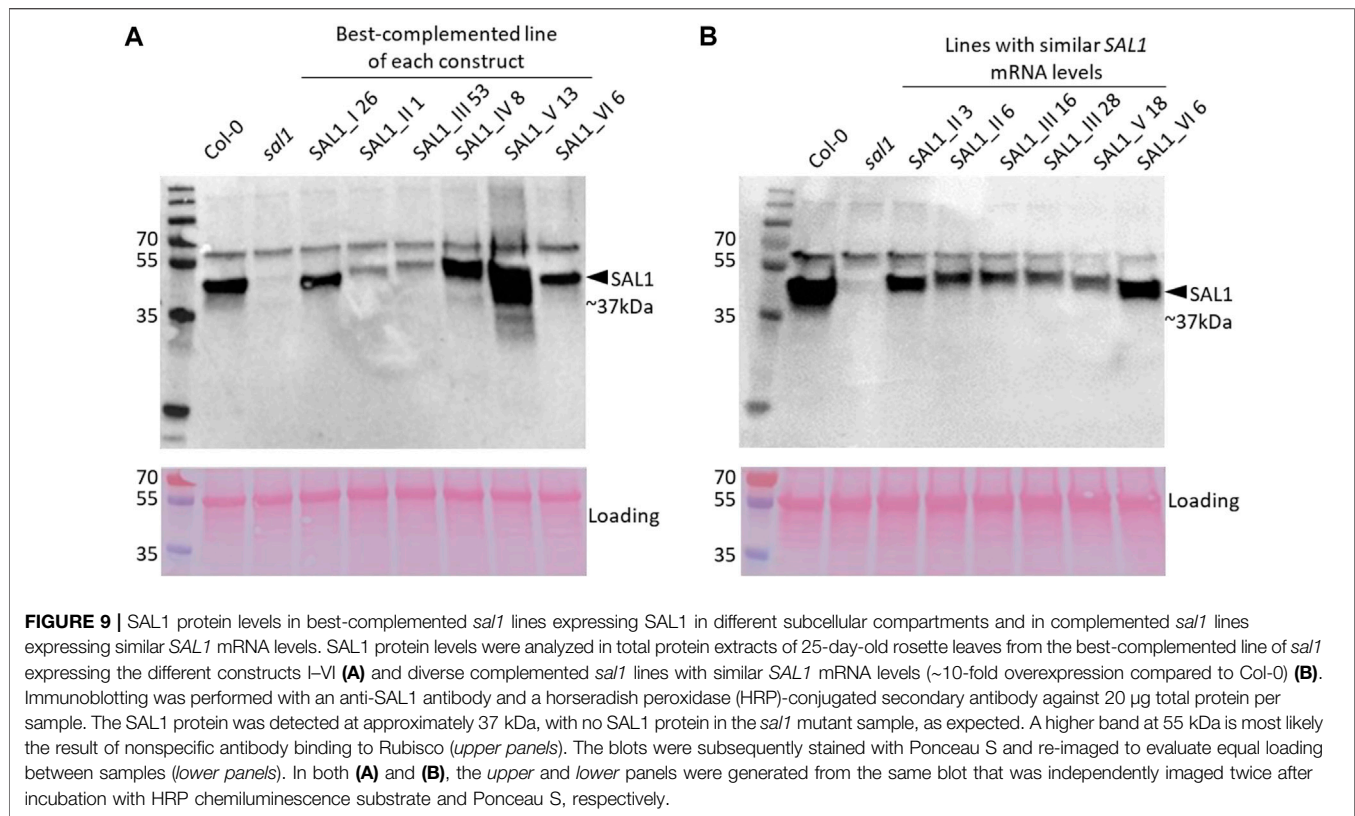 A
Best-complemented line
of each construct
Col-0
sal1
SAL1_I 26
SAL1_II 1
SAL1_III 53
SAL1_IV 8
SAL1_V 13
SAL1_VI 6
70
55
35
SAL1
~37kDa
70
55
35
Loading
B
Lines with similar SAL1
mRNA levels
Col-0
sal1
SAL1_II 3
SAL1_II 6
SAL1_III 16
SAL1_III 28
SAL1_V 18
SAL1_VI 6
70
55
35
SAL1
~37kDa
70
55
35
Loading
FIGURE 9 | SAL1 protein levels in best-complemented sal1 lines expressing SAL1 in different subcellular compartments and in complemented sal1 lines
expressing similar SAL1 mRNA levels. SAL1 protein levels were analyzed in total protein extracts of 25-day-old rosette leaves from the best-complemented line of sal1
expressing the different constructs I–VI (A) and diverse complemented sal1 lines with similar SAL1 mRNA levels (~10-fold overexpression compared to Col-0) (B).
Immunoblotting was performed with an anti-SAL1 antibody and a horseradish peroxidase (HRP)-conjugated secondary antibody against 20 µg total protein per
sample. The SAL1 protein was detected at approximately 37 kDa, with no SAL1 protein in the sal1 mutant sample, as expected. A higher band at 55 kDa is most likely
the result of nonspecific antibody binding to Rubisco (upper panels). The blots were subsequently stained with Ponceau S and re-imaged to evaluate equal loading
between samples (lower panels). In both (A) and (B), the upper and lower panels were generated from the same blot that was independently imaged twice after
incubation with HRP chemiluminescence substrate and Ponceau S, respectively.